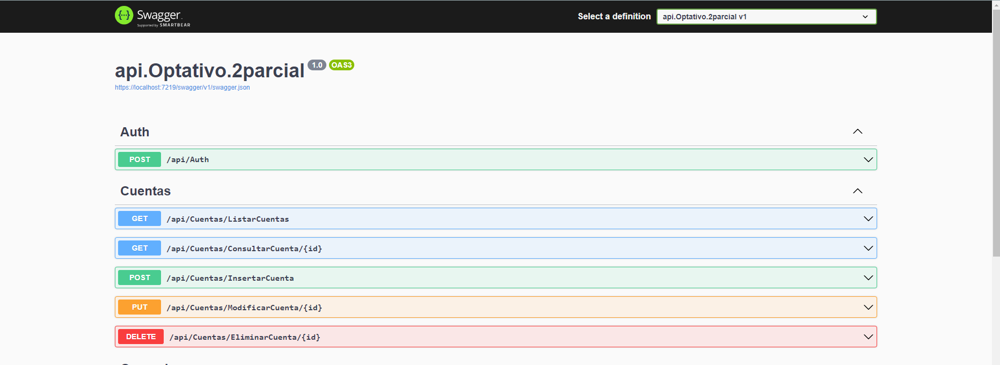 Swagger
Supported by SMARTBEAR
Select a definition
api.Optativo.2parcial v1
api.Optativo.2parcial 1.0 OAS3
https://localhost:7219/swagger/v1/swagger.json
Auth
POST /api/Auth
Cuentas
GET /api/Cuentas/ListarCuentas
GET /api/Cuentas/ConsultarCuenta/{id}
POST /api/Cuentas/InsertarCuenta
PUT /api/Cuentas/ModificarCuenta/{id}
DELETE /api/Cuentas/EliminarCuenta/{id}